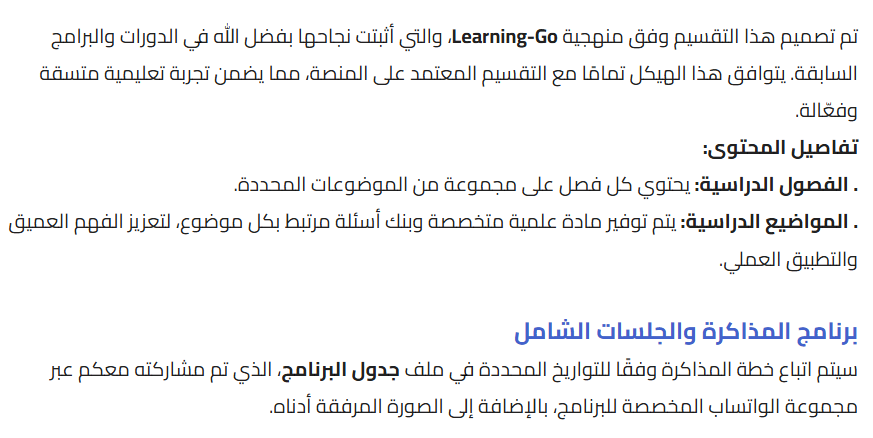 تم تصميم هذا التقسيم وفق منهجية Learning-Go، والتي أثبتت نجاحها بفضل الله في الدورات والبرامج
السابقة. يتوافق هذا الهيكل تمامًا مع التقسيم المعتمد على المنصة، مما يضمن تجربة تعليمية متسقة
وفعّالة.
تفاصيل المحتوى:
. الفصول الدراسية: يحتوي كل فصل على مجموعة من الموضوعات المحددة.
. المواضيع الدراسية: يتم توفير مادة علمية متخصصة وبنك أسئلة مرتبط بكل موضوع، لتعزيز الفهم العميق
والتطبيق العملي.
برنامج المذاكرة والجلسات الشامل
سيتم اتباع خطة المذاكرة وفقًا للتواريخ المحددة في ملف جدول البرنامج، الذي تم مشاركته معكم عبر
مجموعة الواتساب المخصصة للبرنامج، بالإضافة إلى الصورة المرفقة أدناه.